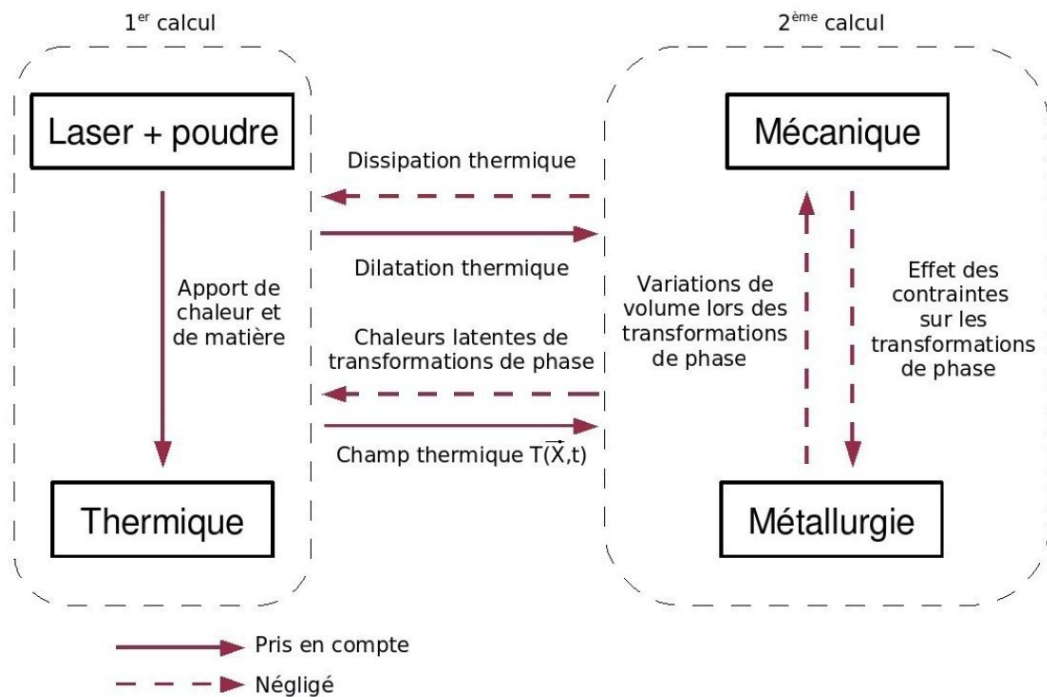 1er calcul
Laser + poudre
Apport de
chaleur et
de matière
Thermique
Dissipation thermique
Dilatation thermique
Chaleurs latentes de
transformations de phase
Champ thermique T(X⃗,t)
2ème calcul
Mécanique
Variations de
volume lors des
transformations
de phase
Effet des
contraintes
sur les
transformations
de phase
Métallurgie
Pris en compte
Négligé